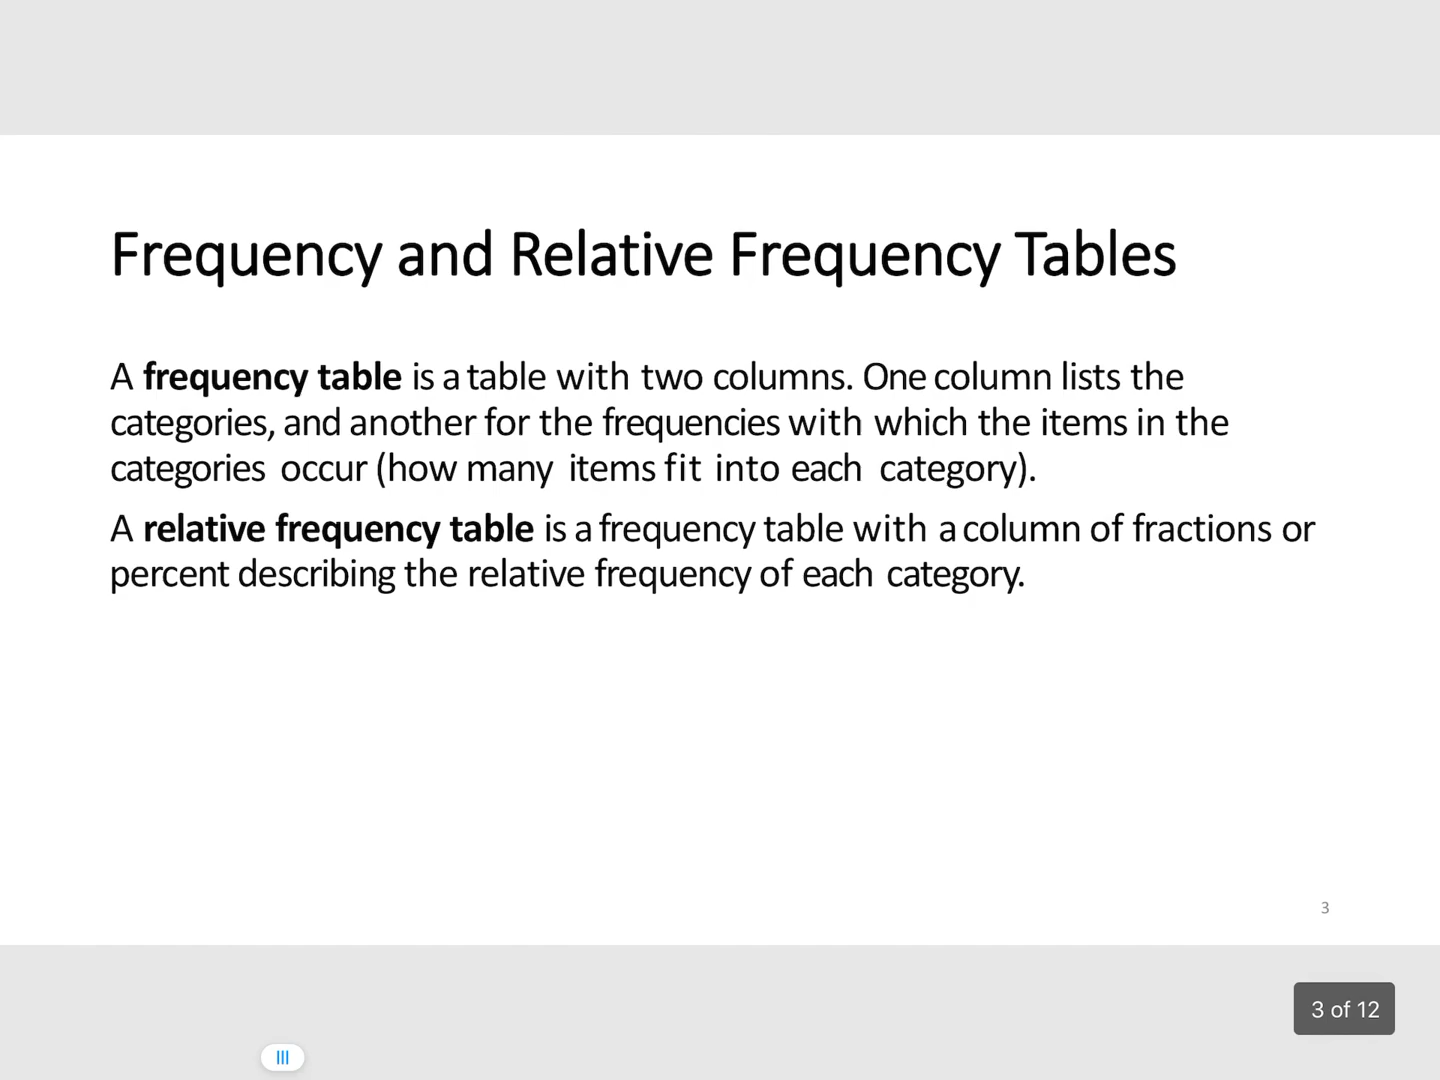 Frequency and Relative Frequency Tables
A frequency table is a table with two columns. One column lists the
categories, and another for the frequencies with which the items in the
categories occur (how many items fit into each category).
A relative frequency table is a frequency table with a column of fractions or
percent describing the relative frequency of each category.
3
3 of 12